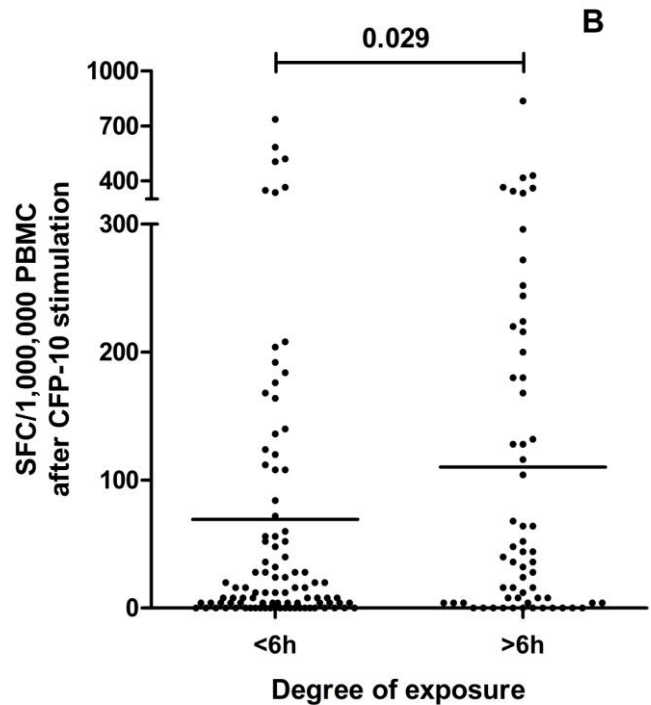 B
0.029
1000
700
400
300
200
100
0
SFC/1,000,000 PBMC
after CFP-10 stimulation
<6h
>6h
Degree of exposure